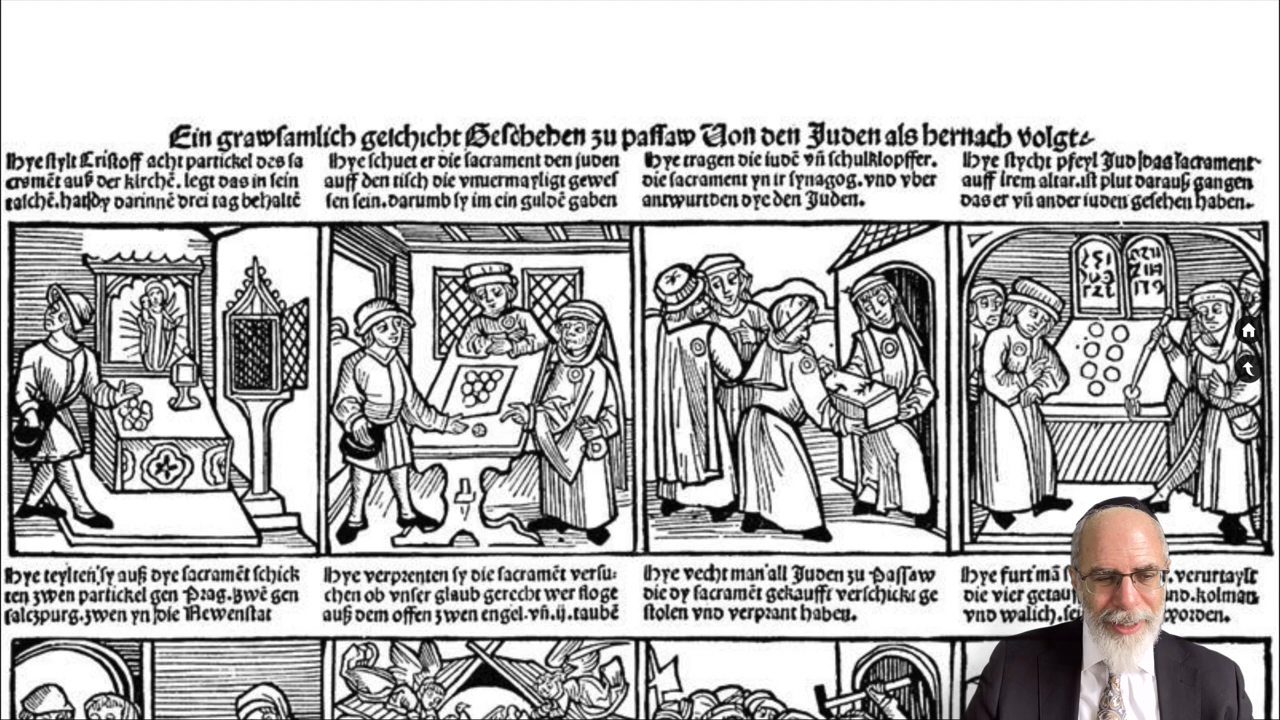 Ein grawsamlich geschicht Geschehen zu passaw Von den Juden als hernach volgt
Hye stylt Cristoff acht partickel des sa
crament auß der kirchē. legt das in sein
taschē. hat dy darinnē drei tag behaltē
Hye schuet er die sacrament den juden
auff den tisch die vnuermayligt gewes
sen sein. darumb sy im ein guldē gaben
Hye tragen die iudē vñ schulklopffer.
die sacrament yn ir synagog. vnd vber
antwurtden dye den Juden.
Hye stycht pfeyl Jud das sacrament
auff irem altar. ist plut darauß gangen
das er vñ ander iuden gesehen haben.
Hye teylten sy auß dye sacramēt schick
ten zwen partickel gen Prag. zwē gen
salczpurg. zwen yn die Newenstat
Hye verprenten sy die sacramēt versu-
chen ob vnser glaub gerecht wer floge
auß dem offen zwen engel. vñ. ij. taubē
Hye vecht man all Juden zu Passaw
die dy sacramēt gekaufft verschickt ge
stolen vnd verprant haben.
Hye furt mā verurtaylt
die vier getauf kolman
vnd walich. worden.